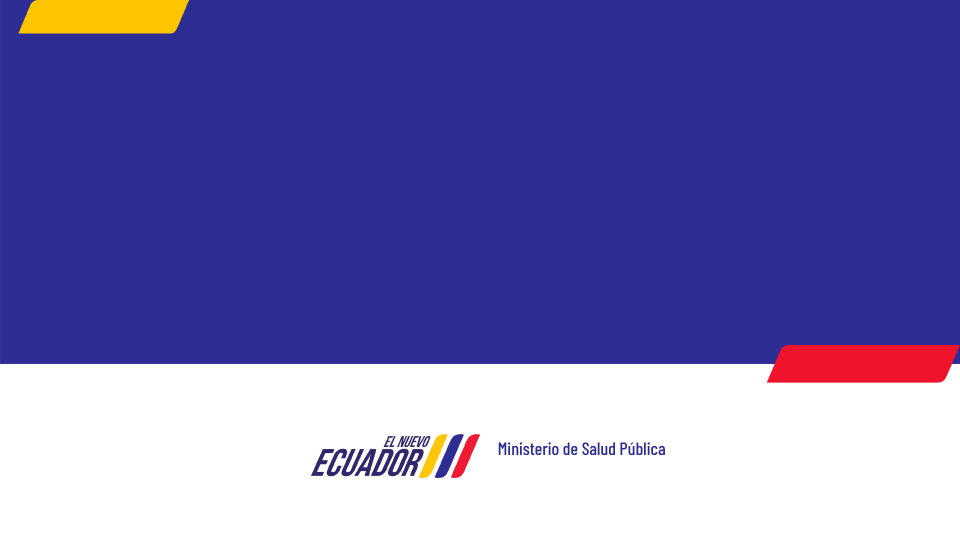 EL NUEVO
ECUADOR
Ministerio de Salud Pública